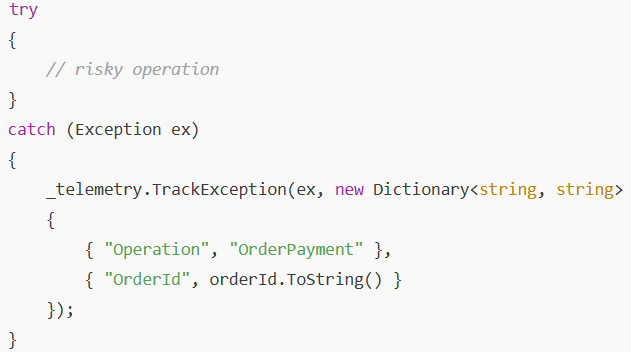 try
{
    // risky operation
}
catch (Exception ex)
{
    _telemetry.TrackException(ex, new Dictionary<string, string>
    {
        { "Operation", "OrderPayment" },
        { "OrderId", orderId.ToString() }
    });
}